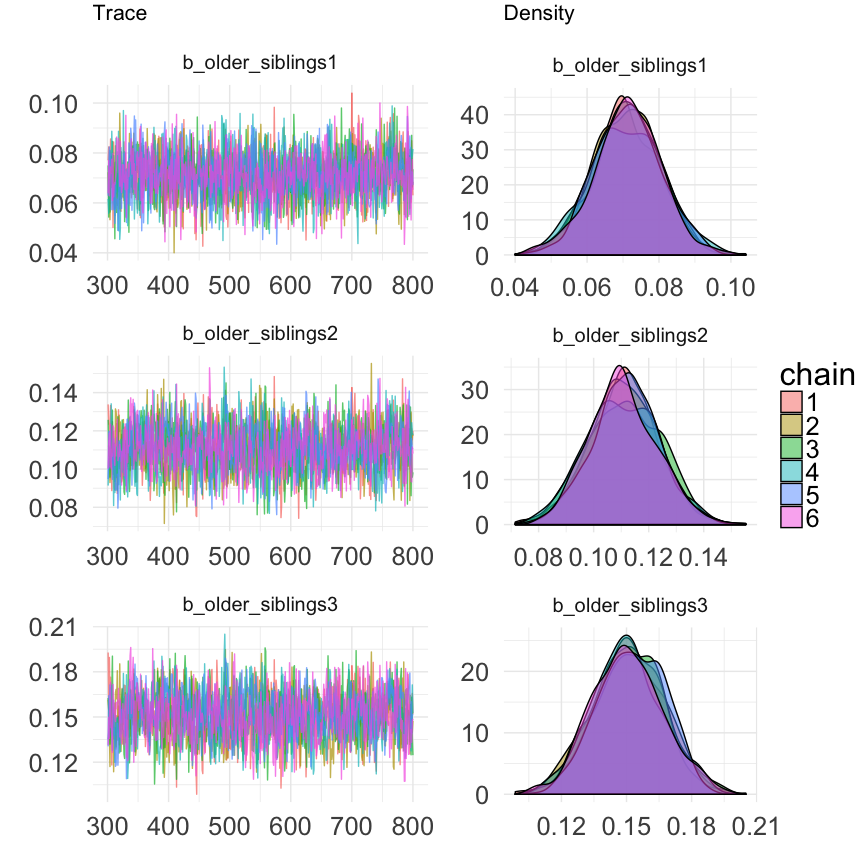 Trace
Density
b_older_siblings1
0.10
0.08
0.06
0.04
300 400 500 600 700 800
b_older_siblings1
40
30
20
10
0
0.04 0.06 0.08 0.10
b_older_siblings2
0.14
0.12
0.10
0.08
300 400 500 600 700 800
b_older_siblings2
30
20
10
0
0.08 0.10 0.12 0.14
b_older_siblings3
0.21
0.18
0.15
0.12
300 400 500 600 700 800
b_older_siblings3
20
10
0
0.12 0.15 0.18 0.21
chain
1
2
3
4
5
6